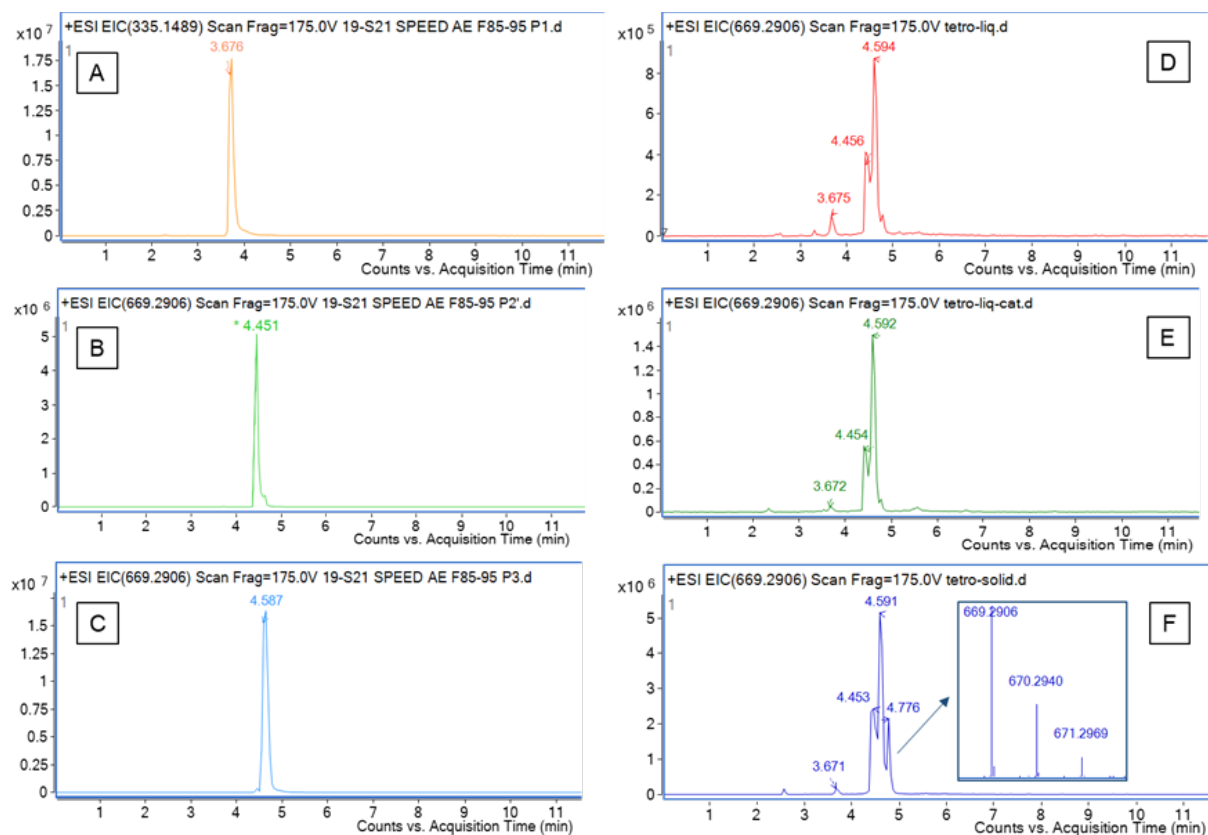 +ESI EIC(335.1489) Scan Frag=175.0V 19-S21 SPEED AE F85-95 P1.d
x10 7
1
3.676
A
1.75
1.5
1.25
1
0.75
0.5
0.25
0
1 2 3 4 5 6 7 8 9 10 11
Counts vs. Acquisition Time (min)
+ESI EIC(669.2906) Scan Frag=175.0V 19-S21 SPEED AE F85-95 P2'.d
x10 6
1
* 4.451
B
5
4
3
2
1
0
1 2 3 4 5 6 7 8 9 10 11
Counts vs. Acquisition Time (min)
+ESI EIC(669.2906) Scan Frag=175.0V 19-S21 SPEED AE F85-95 P3.d
x10 7
1
4.587
C
1.5
1.25
1
0.75
0.5
0.25
0
1 2 3 4 5 6 7 8 9 10 11
Counts vs. Acquisition Time (min)
+ESI EIC(669.2906) Scan Frag=175.0V tetro-liq.d
x10 5
1
4.594
D
8
6
4.456
4
3.675
2
0
1 2 3 4 5 6 7 8 9 10 11
Counts vs. Acquisition Time (min)
+ESI EIC(669.2906) Scan Frag=175.0V tetro-liq-cat.d
x10 6
1
4.592
E
1.4
1.2
1
0.8
4.454
0.6
0.4
3.672
0.2
0
1 2 3 4 5 6 7 8 9 10 11
Counts vs. Acquisition Time (min)
+ESI EIC(669.2906) Scan Frag=175.0V tetro-solid.d
x10 6
1
4.591
669.2906
F
5
4
670.2940
3
4.453
4.776
671.2969
2
1
3.671
0
1 2 3 4 5 6 7 8 9 10 11
Counts vs. Acquisition Time (min)